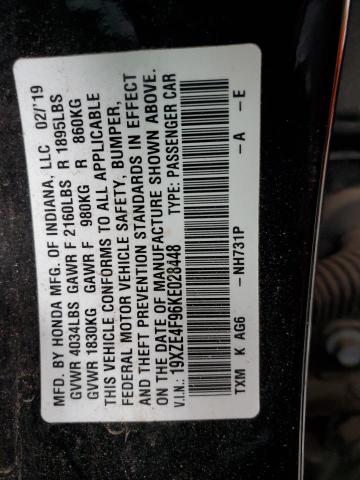 MFD. BY HONDA MFG. OF INDIANA, LLC 02/'19
GVWR 4034LBS GAWR F 2160LBS R 1895LBS
GVWR 1830KG GAWR F 980KG R 860KG
THIS VEHICLE CONFORMS TO ALL APPLICABLE
FEDERAL MOTOR VEHICLE SAFETY, BUMPER,
AND THEFT PREVENTION STANDARDS IN EFFECT
ON THE DATE OF MANUFACTURE SHOWN ABOVE.
V.I.N.: 19XZE4F96KE028448 TYPE: PASSENGER CAR
NH731P -A -E
TXM K AG6